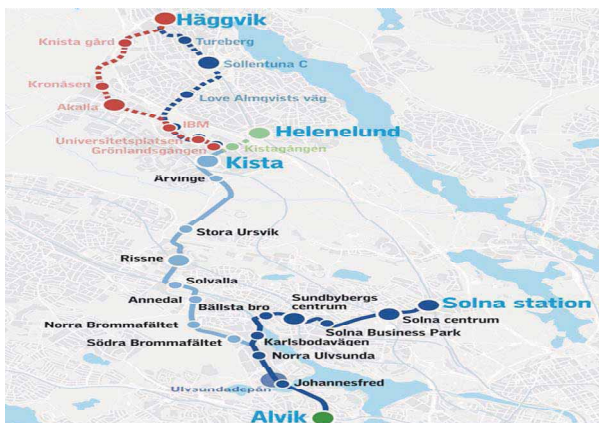 Häggvik
Knista gård
Tureberg
Sollentuna C
Kronåsen
Love Almqvists väg
Akalla
IBM
Helenelund
Universitetsplatsen
Kistagången
Grönlandsgången
Kista
Ärvinge
Stora Ursvik
Rissne
Solvalla
Annedal
Sundbybergs
centrum
Solna station
Bällsta bro
Solna centrum
Norra Brommafältet
Solna Business Park
Södra Brommafältet
Karlsbodavägen
Norra Ulvsunda
Johannesfred
Ulvsundadepån
Alvik